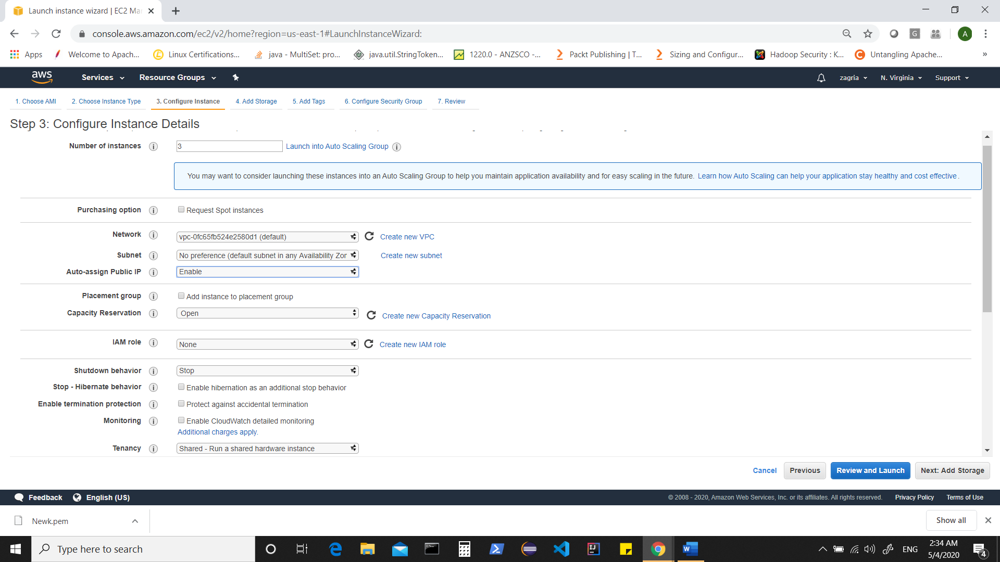 Launch instance wizard | EC2 Mar
console.aws.amazon.com/ec2/v2/home?region=us-east-1#LaunchInstanceWizard:
G
A
Apps
Welcome to Apach...
Linux Certifications...
java - MultiSet: pro...
java.util.StringToken...
1220.0 - ANZSCO -...
Packt Publishing | T...
Sizing and Configur...
Hadoop Security : K...
Untangling Apache...
»
aws
Services
Resource Groups
zagria
N. Virginia
Support
1. Choose AMI
2. Choose Instance Type
3. Configure Instance
4. Add Storage
5. Add Tags
6. Configure Security Group
7. Review
Step 3: Configure Instance Details
Number of instances
3
Launch into Auto Scaling Group
You may want to consider launching these instances into an Auto Scaling Group to help you maintain application availability and for easy scaling in the future. Learn how Auto Scaling can help your application stay healthy and cost effective.
Purchasing option
Request Spot instances
Network
vpc-0fc65fb524e2580d1 (default)
Create new VPC
Subnet
No preference (default subnet in any Availability Zor
Create new subnet
Auto-assign Public IP
Enable
Placement group
Add instance to placement group
Capacity Reservation
Open
Create new Capacity Reservation
IAM role
None
Create new IAM role
Shutdown behavior
Stop
Stop - Hibernate behavior
Enable hibernation as an additional stop behavior
Enable termination protection
Protect against accidental termination
Monitoring
Enable CloudWatch detailed monitoring
Additional charges apply.
Tenancy
Shared - Run a shared hardware instance
Cancel
Previous
Review and Launch
Next: Add Storage
Feedback
English (US)
© 2008 - 2020, Amazon Web Services, Inc. or its affiliates. All rights reserved.
Privacy Policy
Terms of Use
Newk.pem
Show all
Type here to search
ENG
2:34 AM
5/4/2020
4